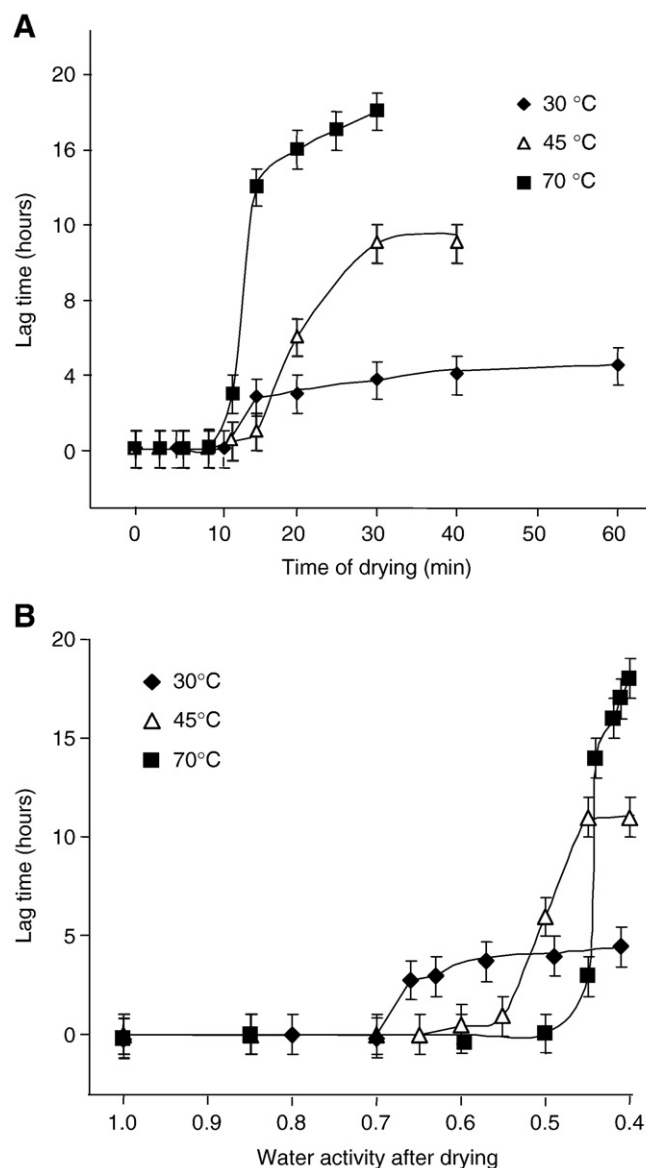 A
20
16
10
8
4
0
Lag time (hours)
30 °C
45 °C
70 °C
0
10
20
30
40
50
60
Time of drying (min)
B
20
15
10
5
0
Lag time (hours)
30°C
45°C
70°C
1.0
0.9
0.8
0.7
0.6
0.5
0.4
Water activity after drying